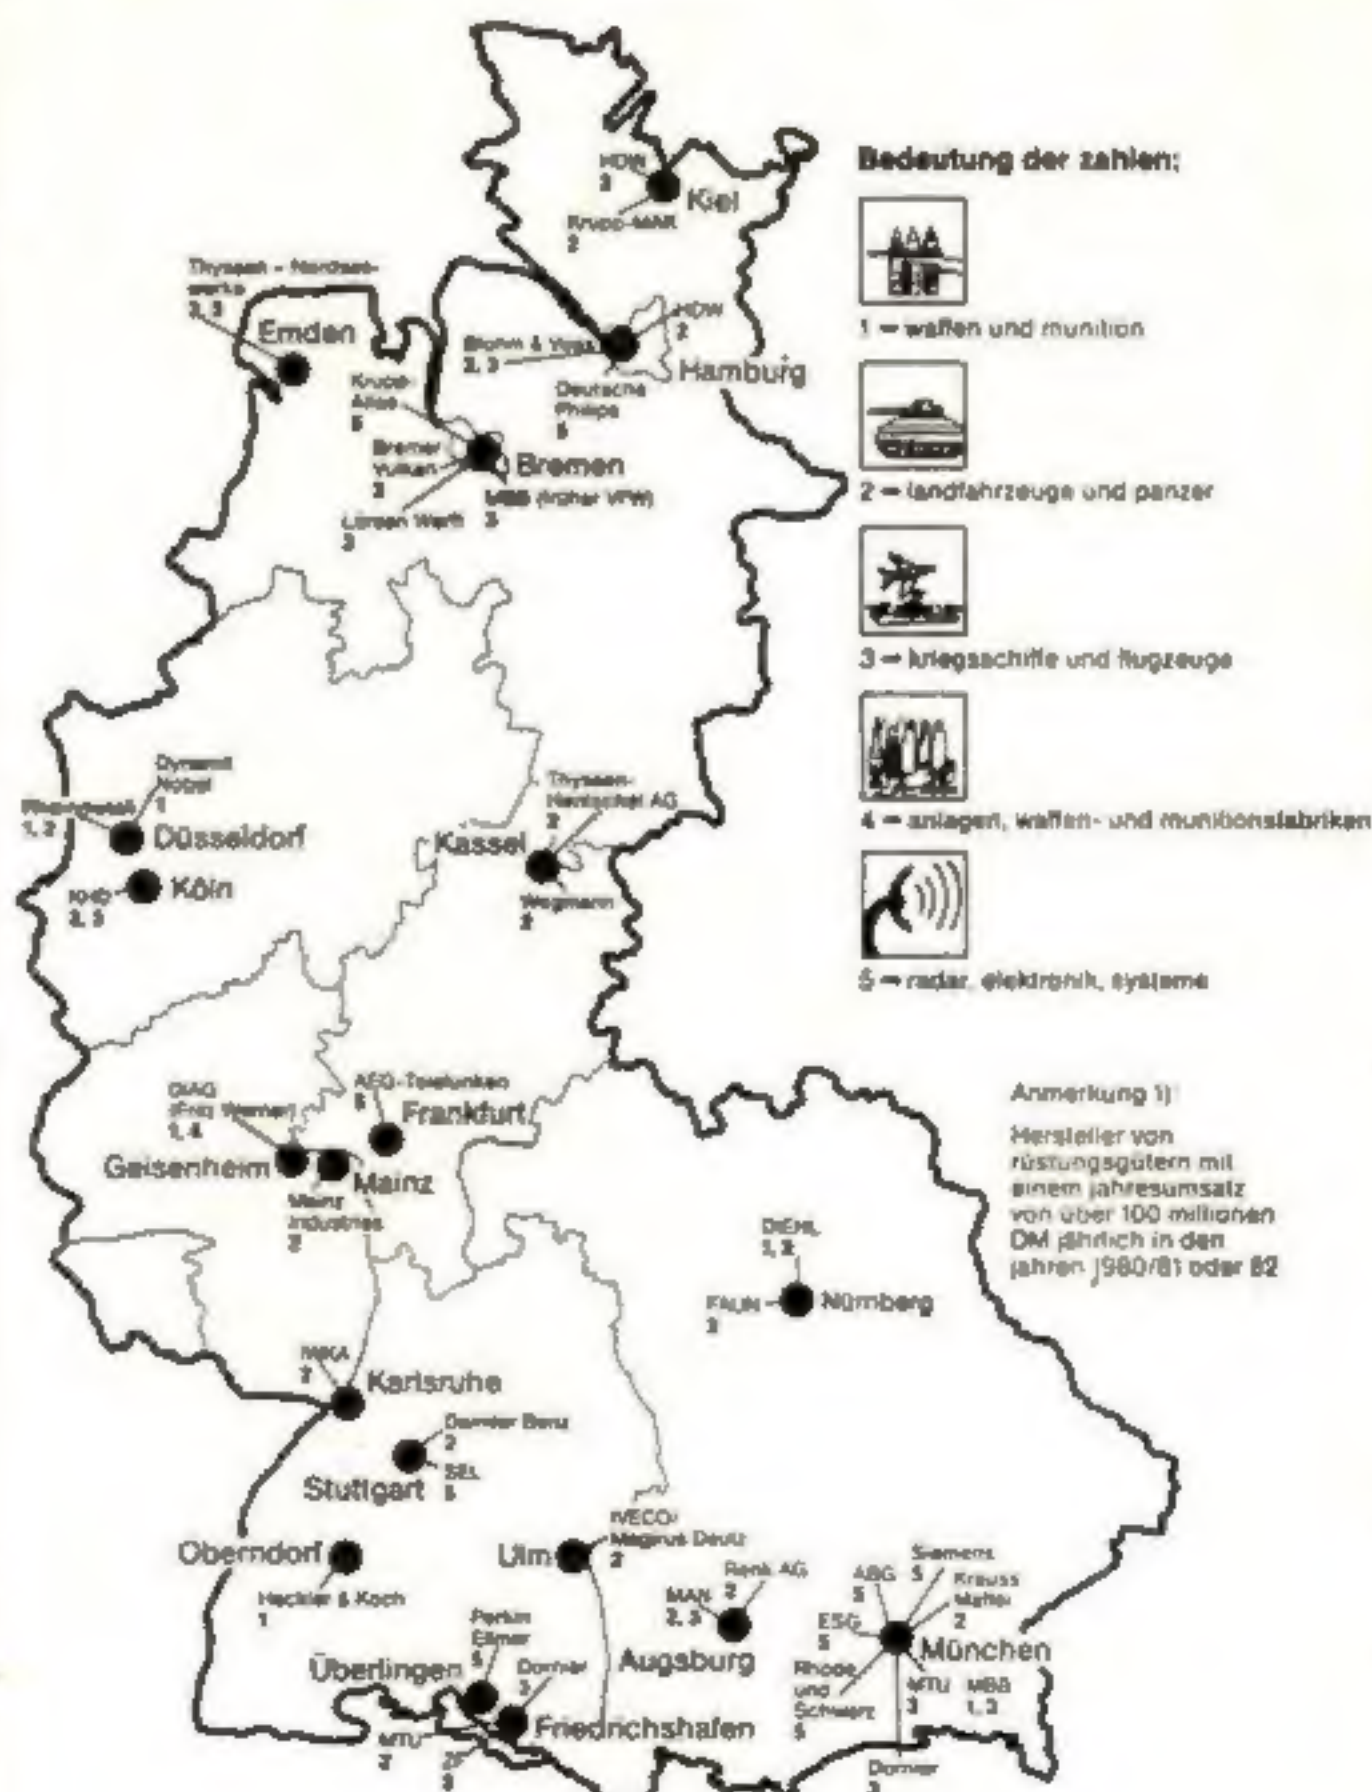 Bedeutung der zahlen:
1 = waffen und munition
2 = landfahrzeuge und panzer
3 = kriegsschiffe und flugzeuge
4 = anlagen, waffen- und munitionsfabriken
5 = radar, elektronik, systeme
Anmerkung 1)
Hersteller von
rüstungsgütern mit
einem jahresumsatz
von über 100 millionen
DM jährlich in den
jahren 1980/81 oder 82
HDW
3
Kiel
Krupp-MAK
2
Thyssen - Nordsee-
werke
2, 3
Emden
HDW
2
Blohm & Voss
2, 3
Hamburg
Deutsche
Philips
5
Krupp-
Atlas
5
Bremer
Vulkan
3
Bremen
MBB (früher VFW)
3
Lürssen Werft
3
Dynamit
Nobel
1
Rheinmetall
1, 2
Düsseldorf
KHD
2, 3
Köln
Thyssen-
Henschel AG
2
Kassel
Wegmann
2
DIAG
(Fritz Werner)
1, 4
AEG-Telefunken
5
Frankfurt
Geisenheim
Mainz
Mainz
Industries
2
DIEHL
1, 2
FAUN
2
Nürnberg
IWKA
2
Karlsruhe
Daimler Benz
2
SEL
5
Stuttgart
Oberndorf
Heckler & Koch
1
IVECO/
Magirus Deutz
2
Ulm
Renk AG
2
MAN
2, 3
Augsburg
Siemens
5
ABG
5
Krauss
Maffei
2
ESG
5
München
Rhode
und
Schwarz
5
MTU
3
MBB
1, 3
Dornier
3
Perkin
Elmer
5
Überlingen
Dornier
3
Friedrichshafen
MTU
2
ZF